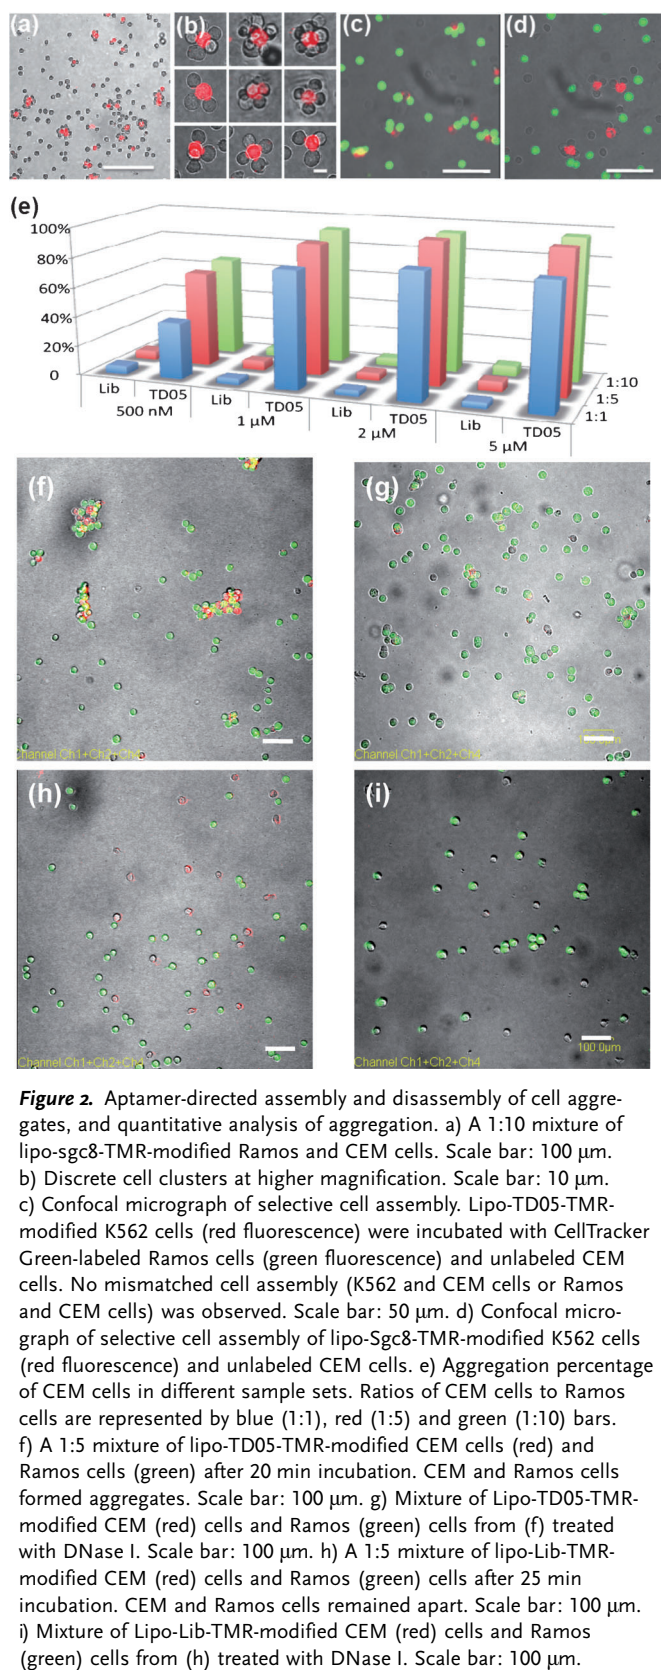 (a)
(b)
(c)
(d)
(e)
100%
80%
60%
40%
20%
0
Lib
TD05
Lib
TD05
Lib
TD05
Lib
TD05
500 nM
1 µM
2 µM
5 µM
1:10
1:5
1:1
(f)
(g)
Channel Ch1+Ch2+Ch4
Channel Ch1+Ch2+Ch4
(h)
(i)
Channel Ch1+Ch2+Ch4
100.0µm
Channel Ch1+Ch2+Ch4
Figure 2. Aptamer-directed assembly and disassembly of cell aggre-
gates, and quantitative analysis of aggregation. a) A 1:10 mixture of
lipo-sgc8-TMR-modified Ramos and CEM cells. Scale bar: 100 µm.
b) Discrete cell clusters at higher magnification. Scale bar: 10 µm.
c) Confocal micrograph of selective cell assembly. Lipo-TD05-TMR-
modified K562 cells (red fluorescence) were incubated with CellTracker
Green-labeled Ramos cells (green fluorescence) and unlabeled CEM
cells. No mismatched cell assembly (K562 and CEM cells or Ramos
and CEM cells) was observed. Scale bar: 50 µm. d) Confocal micro-
graph of selective cell assembly of lipo-Sgc8-TMR-modified K562 cells
(red fluorescence) and unlabeled CEM cells. e) Aggregation percentage
of CEM cells in different sample sets. Ratios of CEM cells to Ramos
cells are represented by blue (1:1), red (1:5) and green (1:10) bars.
f) A 1:5 mixture of lipo-TD05-TMR-modified CEM cells (red) and
Ramos cells (green) after 20 min incubation. CEM and Ramos cells
formed aggregates. Scale bar: 100 µm. g) Mixture of Lipo-TD05-TMR-
modified CEM (red) cells and Ramos (green) cells from (f) treated
with DNase I. Scale bar: 100 µm. h) A 1:5 mixture of lipo-Lib-TMR-
modified CEM (red) cells and Ramos (green) cells after 25 min
incubation. CEM and Ramos cells remained apart. Scale bar: 100 µm.
i) Mixture of Lipo-Lib-TMR-modified CEM (red) cells and Ramos
(green) cells from (h) treated with DNase I. Scale bar: 100 µm.